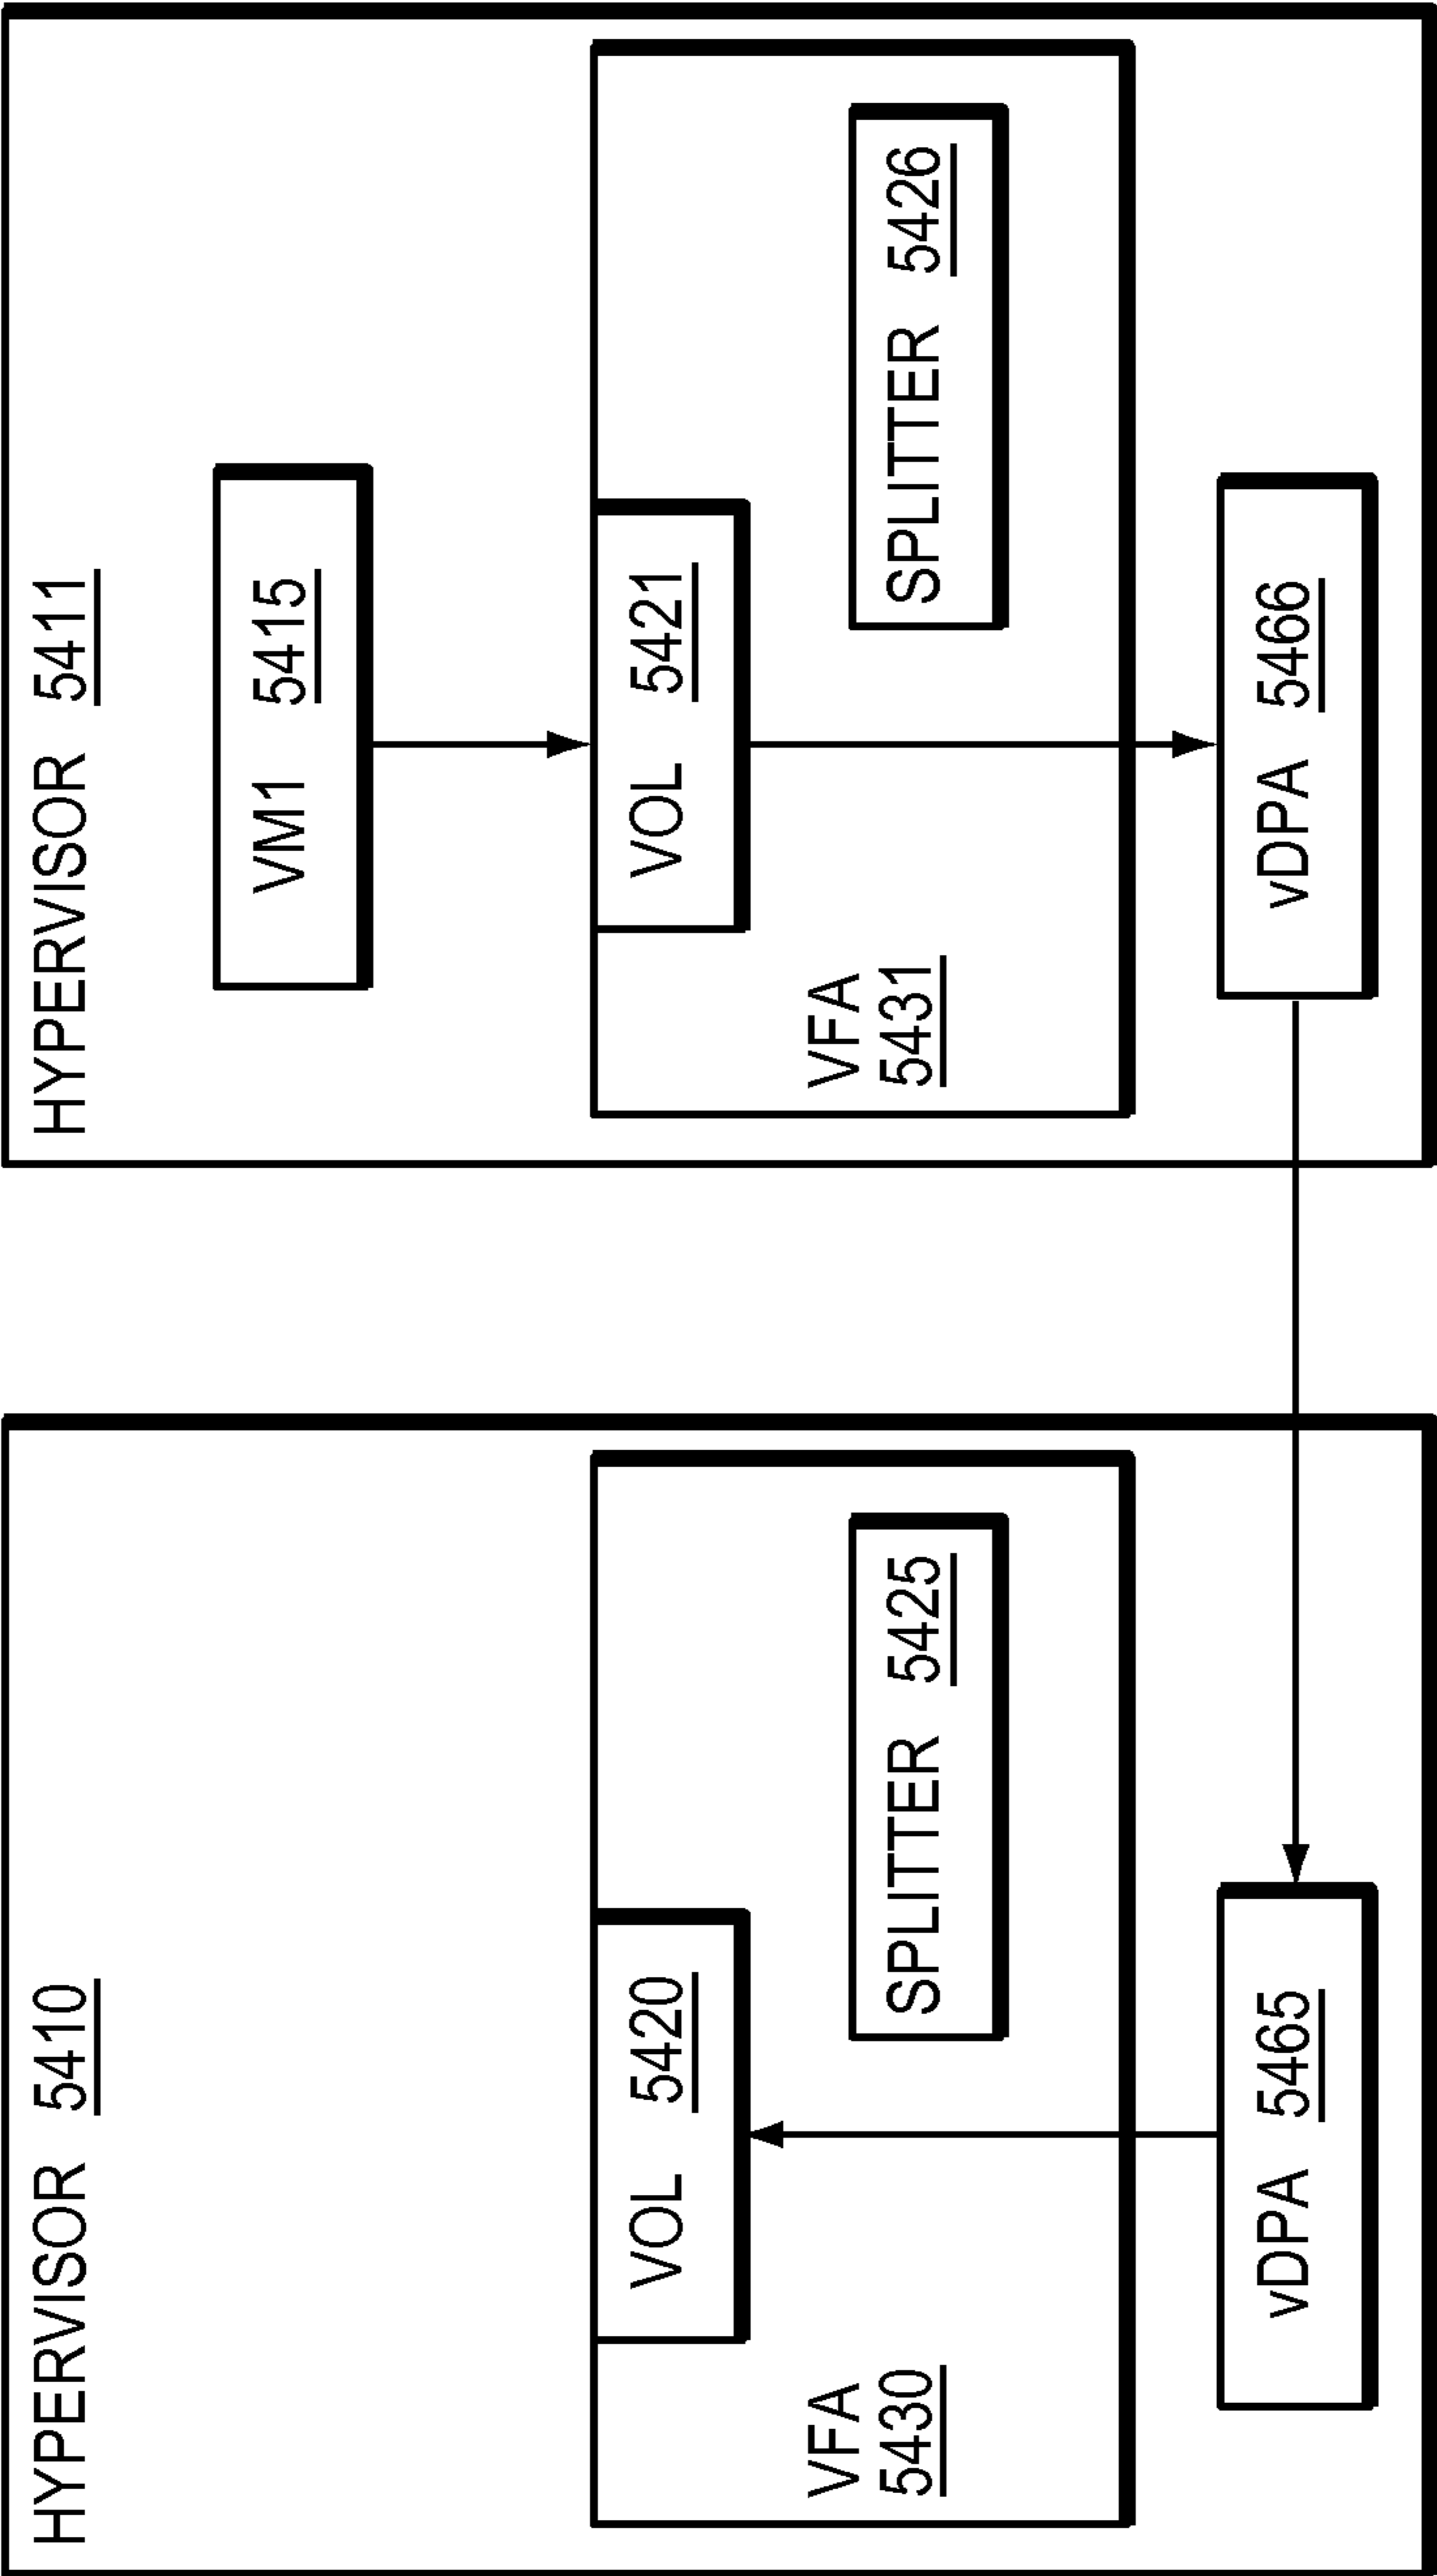 HYPERVISOR 5410
VOL 5420
SPLITTER 5425
VFA
5430
vDPA 5465
HYPERVISOR 5411
VM1 5415
VOL 5421
SPLITTER 5426
VFA
5431
vDPA 5466